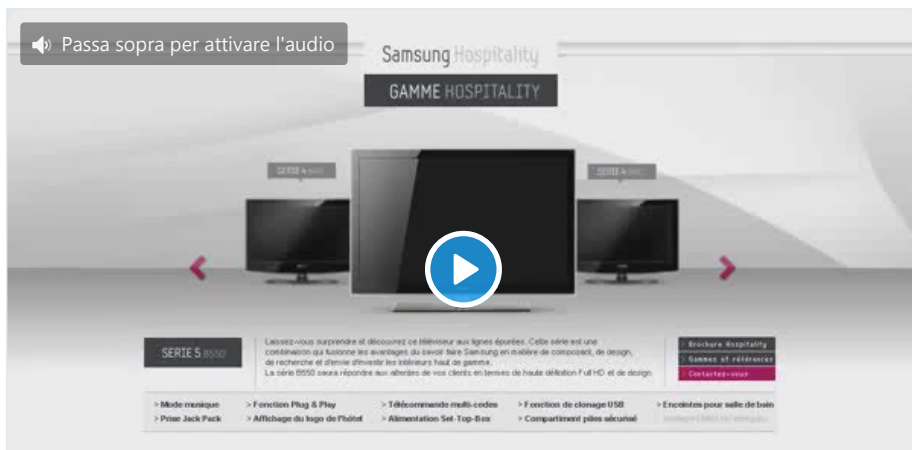 Passa sopra per attivare l'audio
Samsung Hospitality
GAMME HOSPITALITY
SERIE 4
SERIE 4
SERIE 5 B550
Laissez-vous surprendre et découvrez ce téléviseur aux lignes épurées. Cette série est une
combinaison qui fusionne les avantages du savoir faire Samsung en matière de composant, de design,
de recherche et d'envie d'investir les intérieurs haut de gamme.
La série B550 saura répondre aux attentes de vos clients en termes de haute définition Full HD et de design.
> Brochure Hospitality
> Gammes et références
> Contactez-nous
> Mode musique
> Fonction Plug & Play
> Télécommande multi-codes
> Fonction de clonage USB
> Enceintes pour salle de bain
> Prise Jack Pack
> Affichage du logo de l'hôtel
> Alimentation Set-Top-Box
> Compartiment piles sécurisé